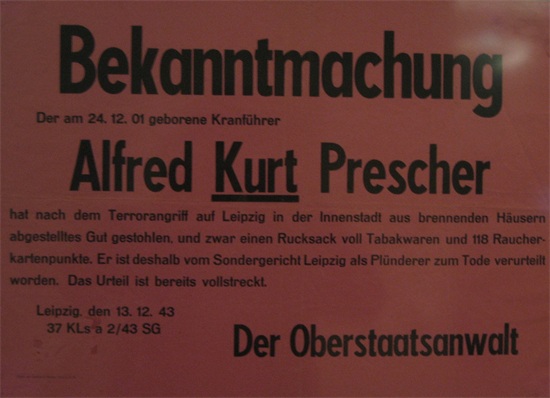 Bekanntmachung
Der am 24. 12. 01 geborene Kranführer
Alfred Kurt Prescher
hat nach dem Terrorangriff auf Leipzig in der Innenstadt aus brennenden Häusern
abgestelltes Gut gestohlen, und zwar einen Rucksack voll Tabakwaren und 118 Raucher-
kartenpunkte. Er ist deshalb vom Sondergericht Leipzig als Plünderer zum Tode verurteilt
worden. Das Urteil ist bereits vollstreckt.
Leipzig, den 13. 12. 43
37 KLs a 2/43 SG
Der Oberstaatsanwalt